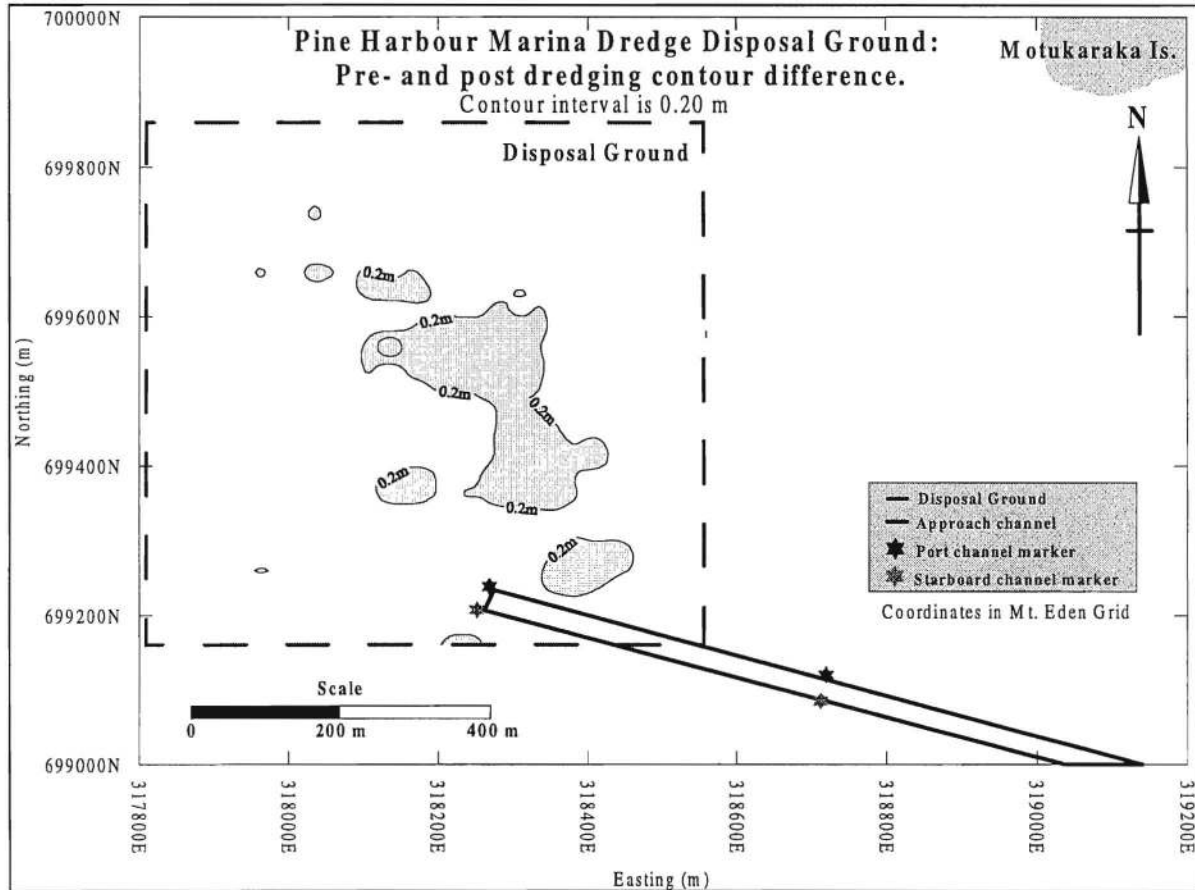 Pine Harbour Marina Dredge Disposal Ground:
Pre- and post dredging contour difference.
Contour interval is 0.20 m
Motukaraka Is.
N
Disposal Ground
700000N
699800N
699600N
699400N
699200N
699000N
Northing (m)
0.2m
0.2m
0.2m
0.2m
0.2m
0.2m
0.2m
Disposal Ground
Approach channel
Port channel marker
Starboard channel marker
Coordinates in Mt. Eden Grid
Scale
0 200 m 400 m
317800E 318000E 318200E 318400E 318600E 318800E 319000E 319200E
Easting (m)